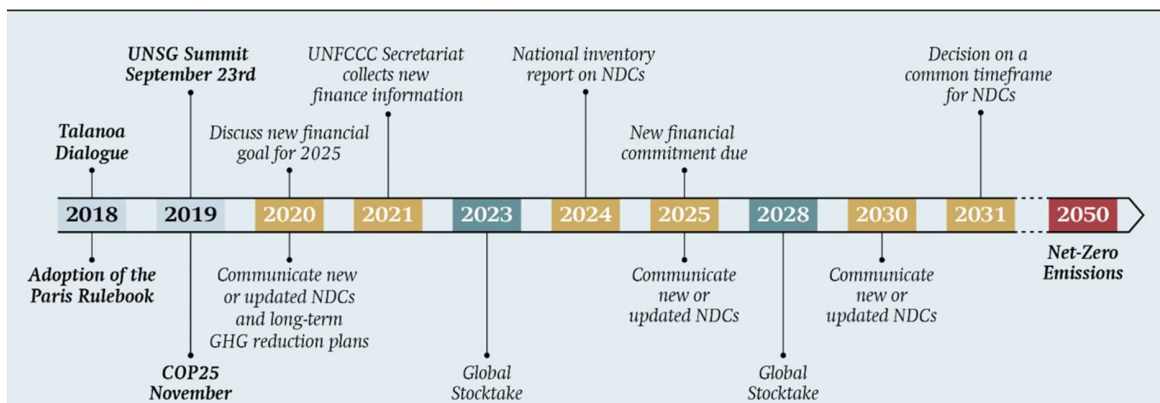 UNSG Summit
September 23rd
UNFCCC Secretariat
collects new
finance information
National inventory
report on NDCs
Decision on a
common timeframe
for NDCs
Talanoa
Dialogue
Discuss new financial
goal for 2025
New financial
commitment due
2018
2019
2020
2021
2023
2024
2025
2028
2030
2031
2050
Adoption of the
Paris Rulebook
Communicate new
or updated NDCs
and long-term
GHG reduction plans
Communicate
new or
updated NDCs
Communicate
new or
updated NDCs
Net-Zero
Emissions
COP25
November
Global
Stocktake
Global
Stocktake